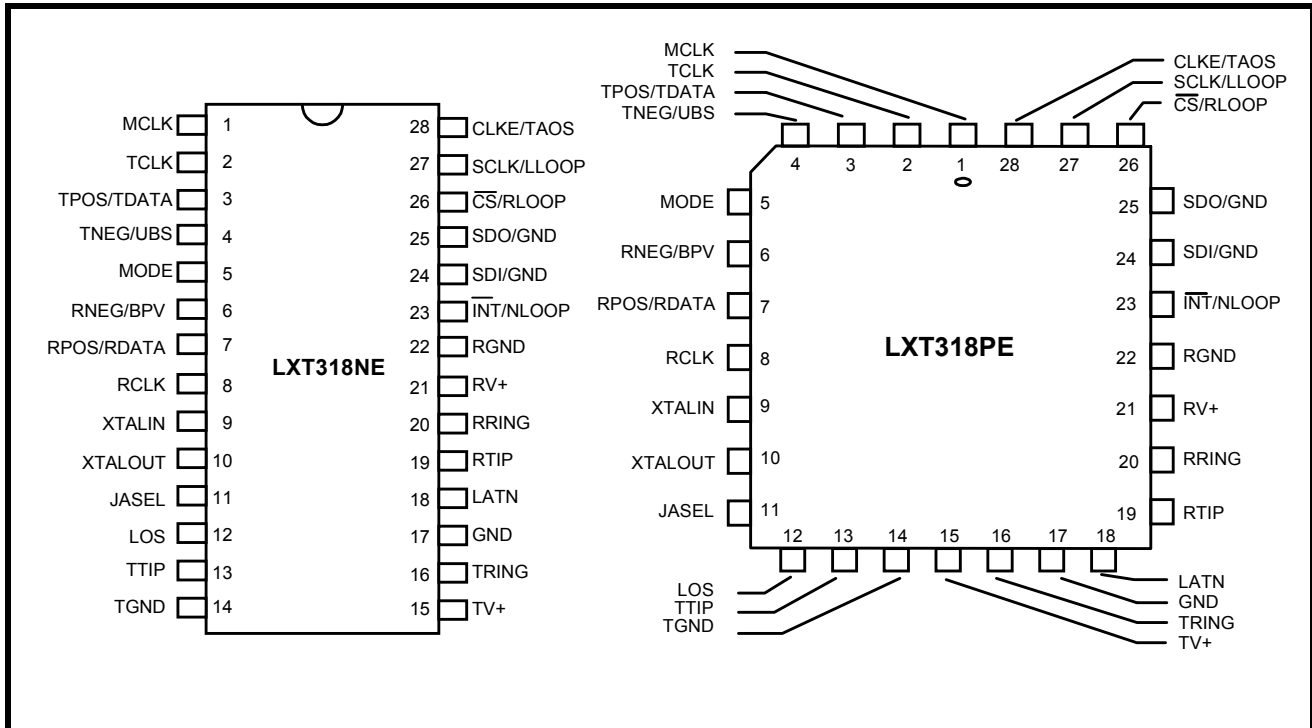 MCLK 1
TCLK 2
TPOS/TDATA 3
TNEG/UBS 4
MODE 5
RNEG/BPV 6
RPOS/RDATA 7
RCLK 8
XTALIN 9
XTALOUT 10
JASEL 11
LOS 12
TTIP 13
TGND 14
LXT318NE
28 CLKE/TAOS
27 SCLK/LLOOP
26 C̅S̅/RLOOP
25 SDO/GND
24 SDI/GND
23 I̅N̅T̅/NLOOP
22 RGND
21 RV+
20 RRING
19 RTIP
18 LATN
17 GND
16 TRING
15 TV+
MCLK
TCLK
TPOS/TDATA
TNEG/UBS
CLKE/TAOS
SCLK/LLOOP
C̅S̅/RLOOP
4 3 2 1 28 27 26
MODE 5
RNEG/BPV 6
RPOS/RDATA 7
RCLK 8
XTALIN 9
XTALOUT 10
JASEL 11
LXT318PE
25 SDO/GND
24 SDI/GND
23 I̅N̅T̅/NLOOP
22 RGND
21 RV+
20 RRING
19 RTIP
12 13 14 15 16 17 18
LOS
TTIP
TGND
LATN
GND
TRING
TV+